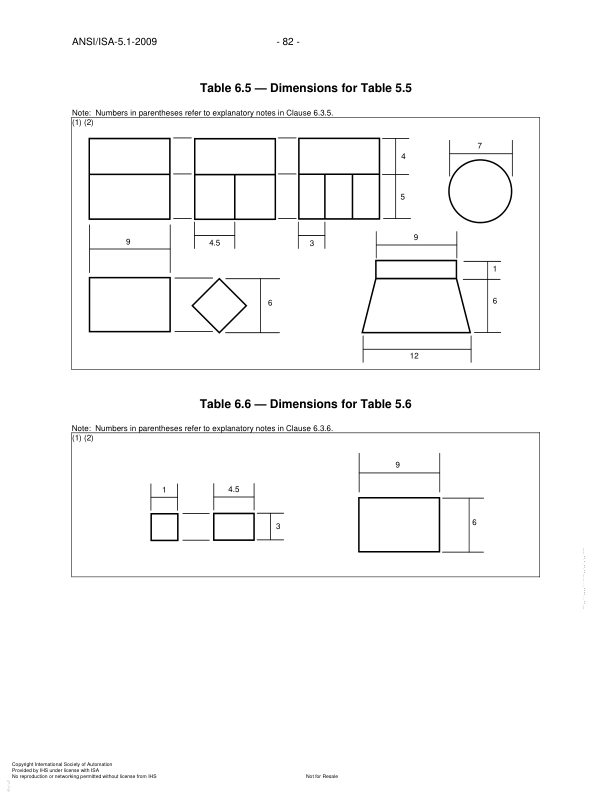 ANSI/ISA-5.1-2009 - 82 -
Table 6.5 — Dimensions for Table 5.5
Note: Numbers in parentheses refer to explanatory notes in Clause 6.3.5.
(1) (2)
7
4
5
9
4.5
3
9
1
6
6
12
Table 6.6 — Dimensions for Table 5.6
Note: Numbers in parentheses refer to explanatory notes in Clause 6.3.6.
(1) (2)
9
1
4.5
3
6
Copyright International Society of Automation
Provided by IHS under license with ISA
No reproduction or networking permitted without license from IHS
Not for Resale